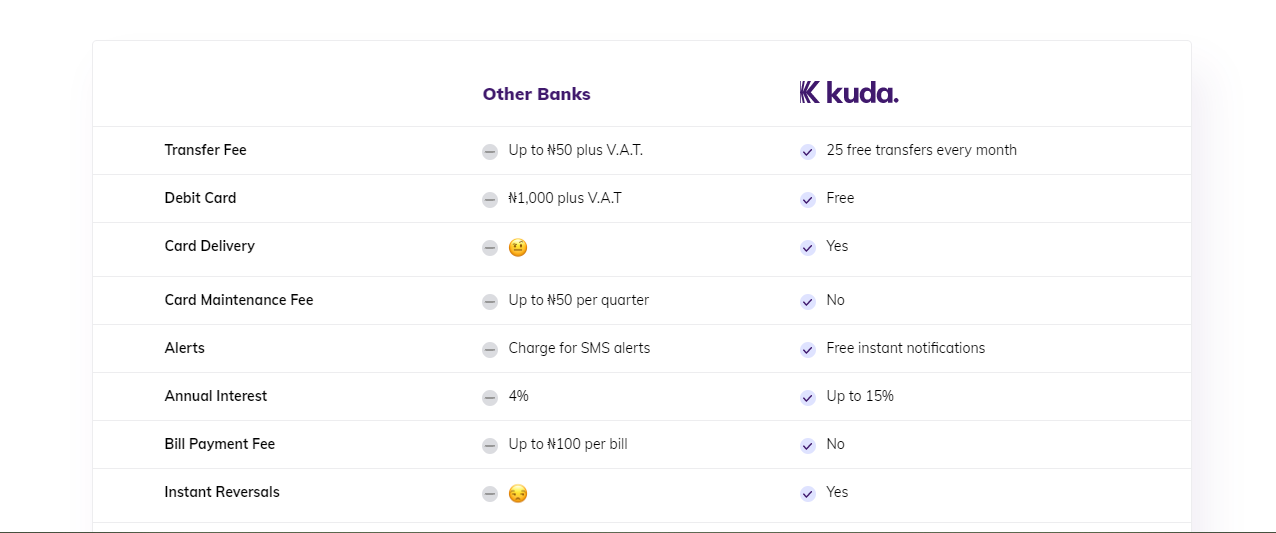 Other Banks kuda.
Transfer Fee Up to ₦50 plus V.A.T. 25 free transfers every month
Debit Card ₦1,000 plus V.A.T Free
Card Delivery 🤨 Yes
Card Maintenance Fee Up to ₦50 per quarter No
Alerts Charge for SMS alerts Free instant notifications
Annual Interest 4% Up to 15%
Bill Payment Fee Up to ₦100 per bill No
Instant Reversals 😒 Yes